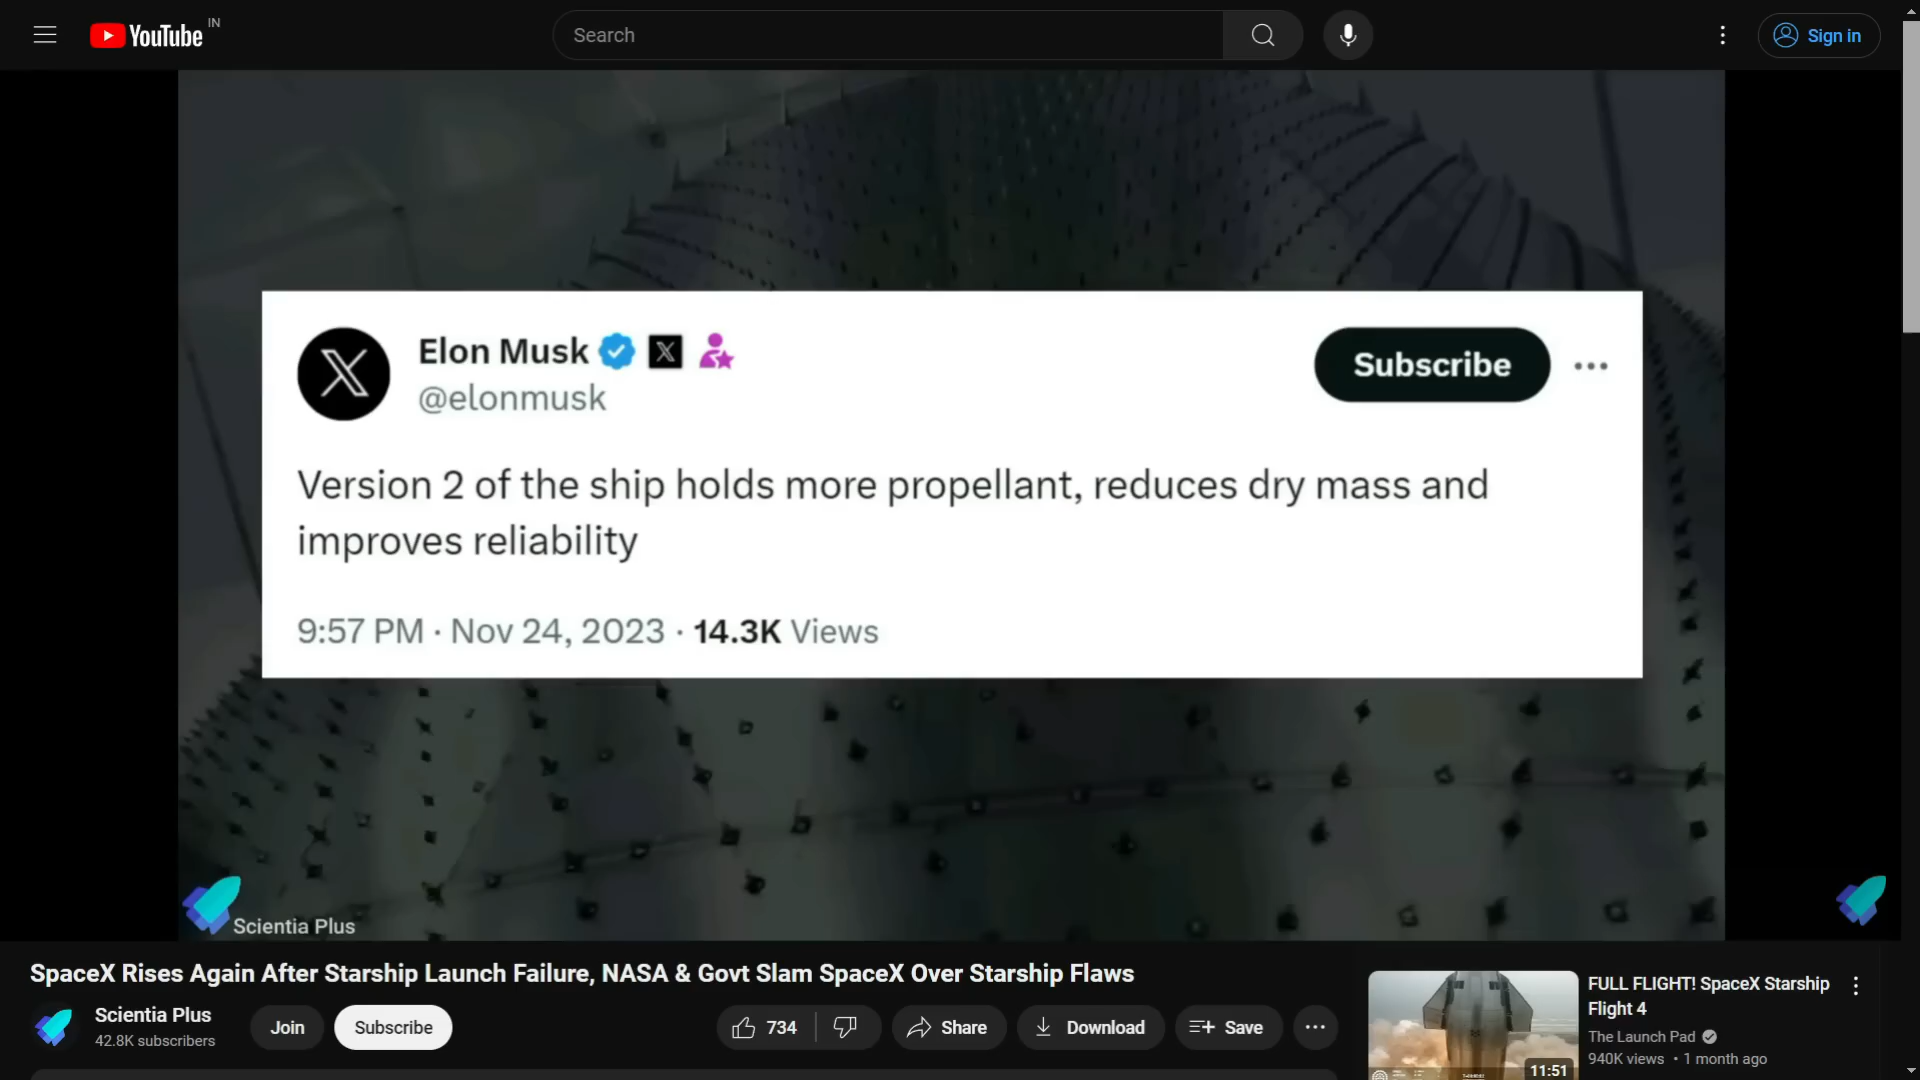 YouTube IN
Search
Sign in
Elon Musk
@elonmusk
Subscribe
Version 2 of the ship holds more propellant, reduces dry mass and
improves reliability
9:57 PM · Nov 24, 2023 · 14.3K Views
Scientia Plus
SpaceX Rises Again After Starship Launch Failure, NASA & Govt Slam SpaceX Over Starship Flaws
Scientia Plus
42.8K subscribers
Join
Subscribe
734
Share
Download
Save
FULL FLIGHT! SpaceX Starship
Flight 4
The Launch Pad
940K views • 1 month ago
11:51